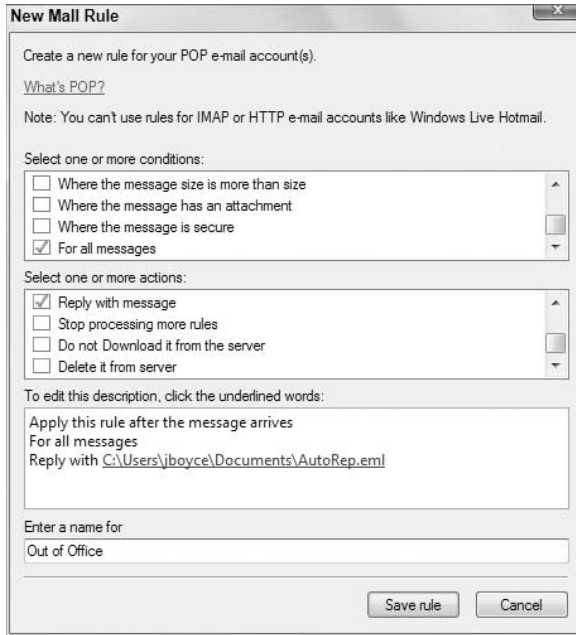 New Mall Rule
Create a new rule for your POP e-mail account(s).
What's POP?
Note: You can't use rules for IMAP or HTTP e-mail accounts like Windows Live Hotmail.
Select one or more conditions:
Where the message size is more than size
Where the message has an attachment
Where the message is secure
For all messages
Select one or more actions:
Reply with message
Stop processing more rules
Do not Download it from the server
Delete it from server
To edit this description, click the underlined words:
Apply this rule after the message arrives
For all messages
Reply with C:\Users\jboyce\Documents\AutoRep.eml
Enter a name for
Out of Office
Save rule
Cancel